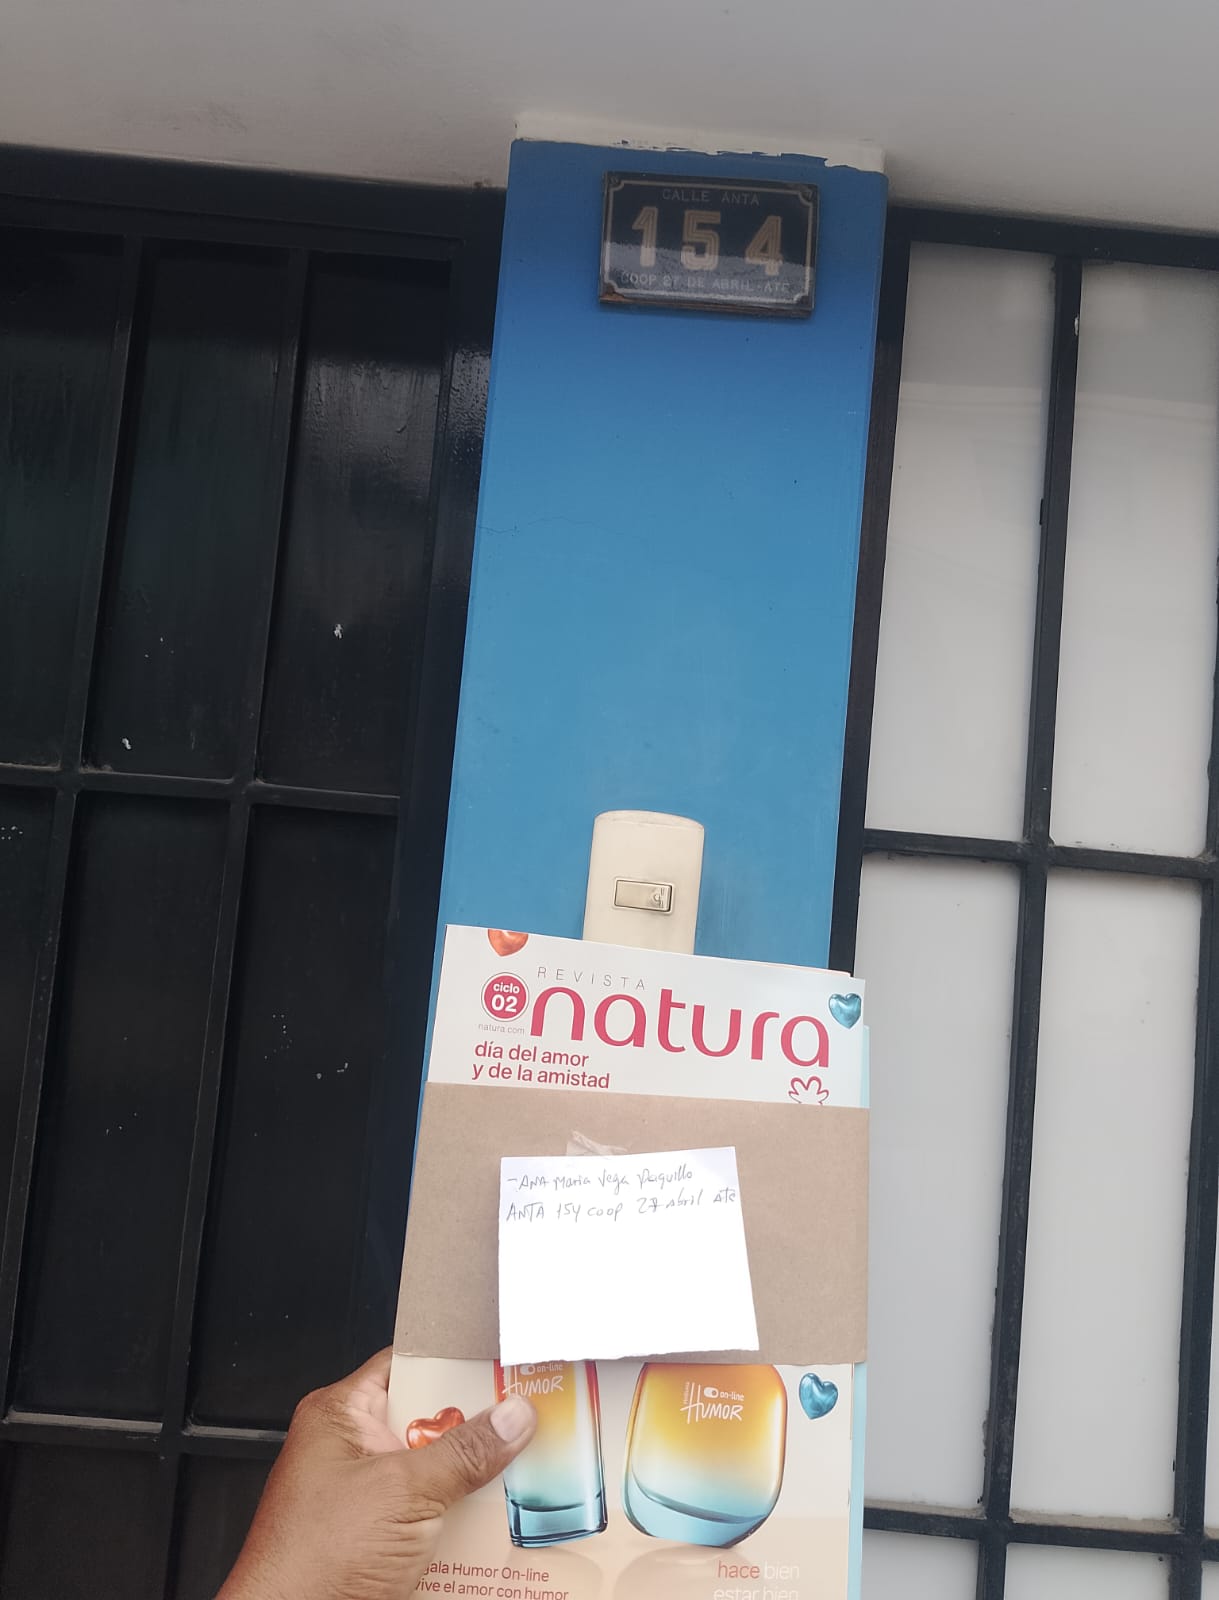 CALLE ANTA
154
COOP 27 DE ABRIL - ATE
REVISTA
ciclo
02
natura
natura.com
día del amor
y de la amistad
- ANA Maria Vega
ANTA 154 coop 27 Abril Ate
on-line
HUMOR
on-line
HUMOR
gala Humor On-line
vive el amor con humor
hace bien
estar bien